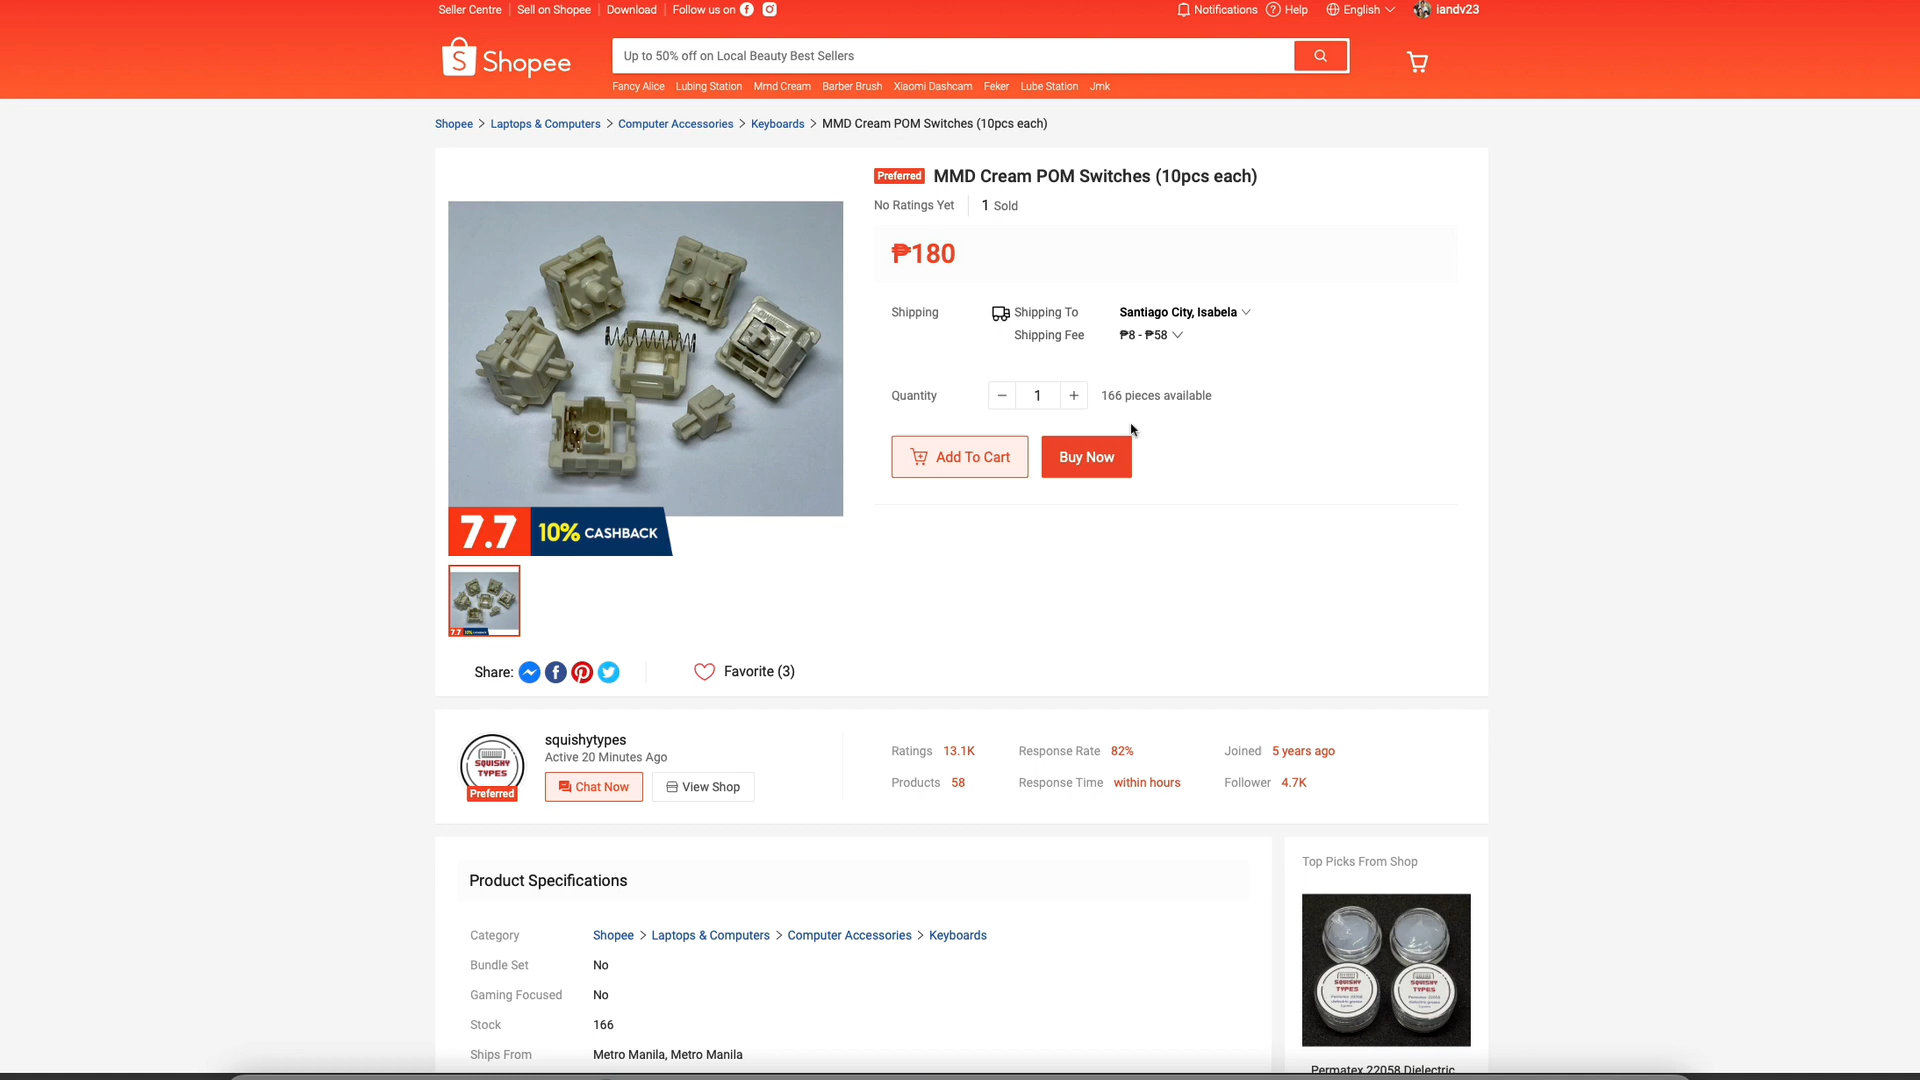 Seller Centre Sell on Shopee Download Follow us on
Notifications Help English iandv23
Shopee
Up to 50% off on Local Beauty Best Sellers
Fancy Alice Lubing Station Mmd Cream Barber Brush Xiaomi Dashcam Feker Lube Station Jmk
Shopee > Laptops & Computers > Computer Accessories > Keyboards > MMD Cream POM Switches (10pcs each)
Preferred MMD Cream POM Switches (10pcs each)
No Ratings Yet 1 Sold
₱180
Shipping Shipping To Santiago City, Isabela
Shipping Fee ₱8 - ₱58
Quantity − 1 + 166 pieces available
Add To Cart Buy Now
7.7 10% CASHBACK
Share: Favorite (3)
SQUISHY
TYPES
Preferred
squishytypes
Active 20 Minutes Ago
Chat Now View Shop
Ratings 13.1K Response Rate 82% Joined 5 years ago
Products 58 Response Time within hours Follower 4.7K
Product Specifications
Category Shopee > Laptops & Computers > Computer Accessories > Keyboards
Bundle Set No
Gaming Focused No
Stock 166
Ships From Metro Manila, Metro Manila
Top Picks From Shop
SQUISHY TYPES
SQUISHY TYPES
Permatex 22058 Dielectric